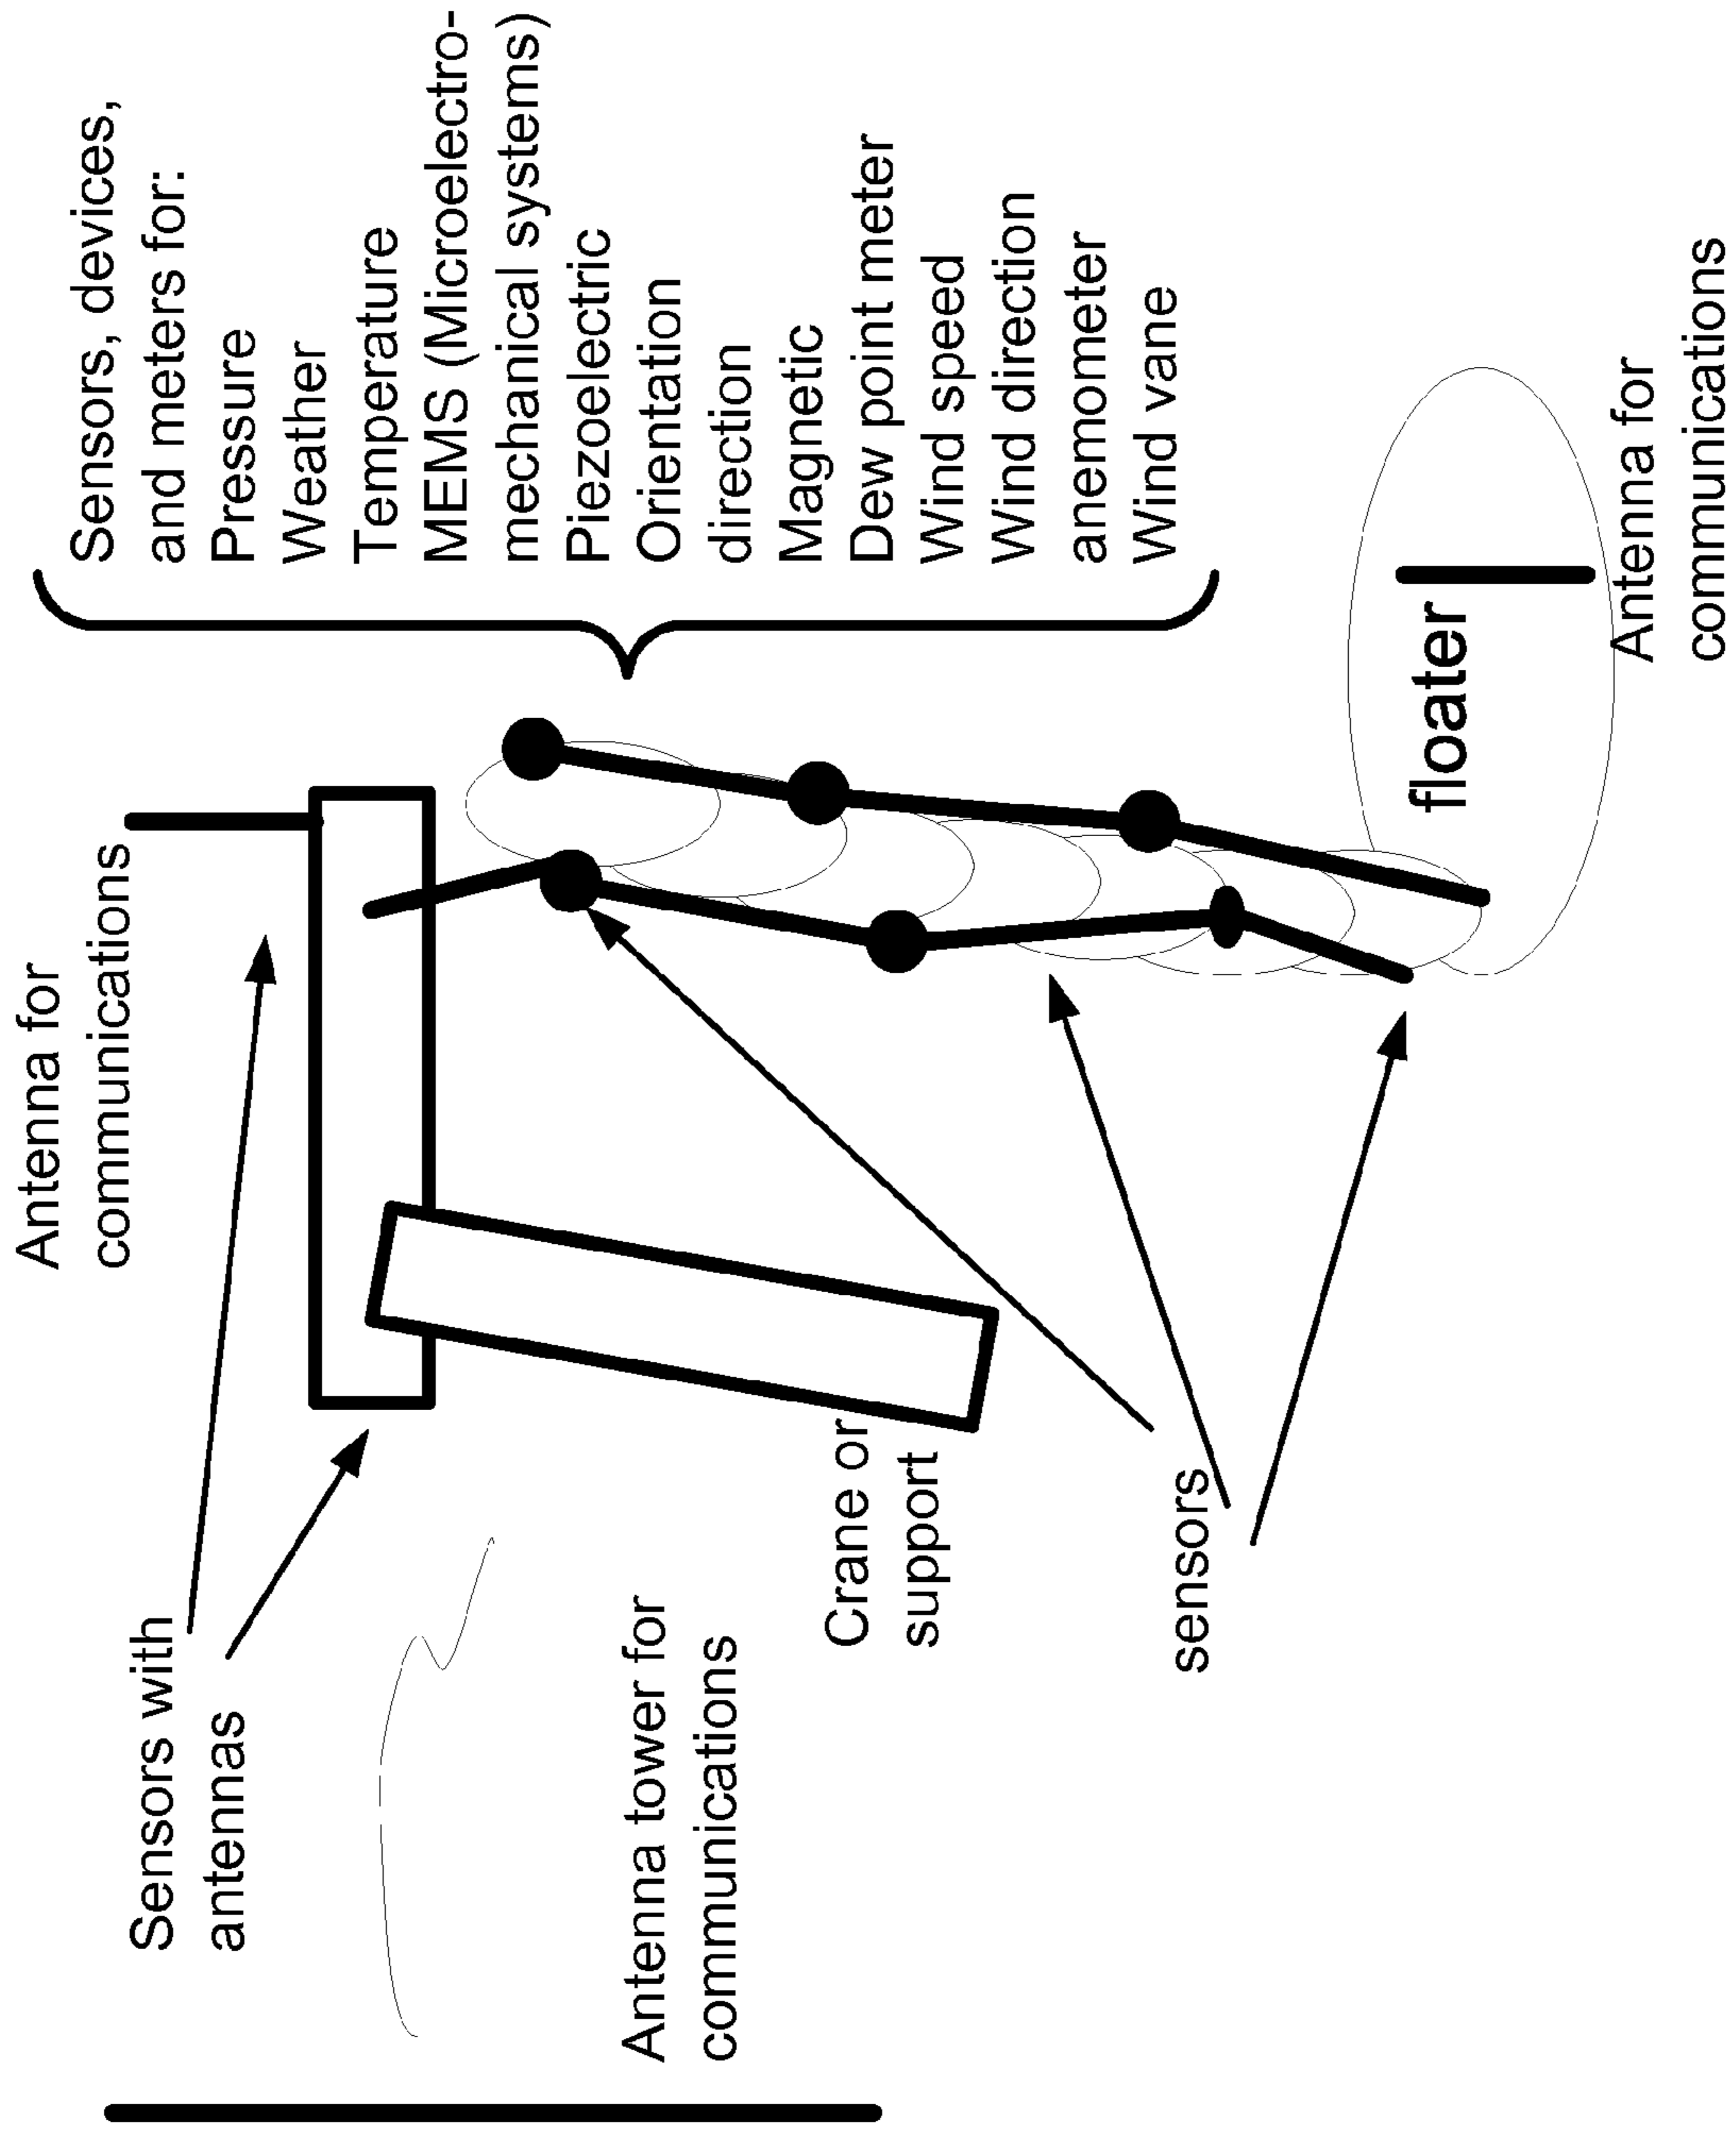 Antenna for
communications
Sensors with
antennas
Antenna tower for
communications
Crane or
support
sensors
Sensors, devices,
and meters for:
Pressure
Weather
Temperature
MEMS (Microelectro-
mechanical systems)
Piezoelectric
Orientation
direction
Magnetic
Dew point meter
Wind speed
Wind direction
anemometer
Wind vane
floater
Antenna for
communications